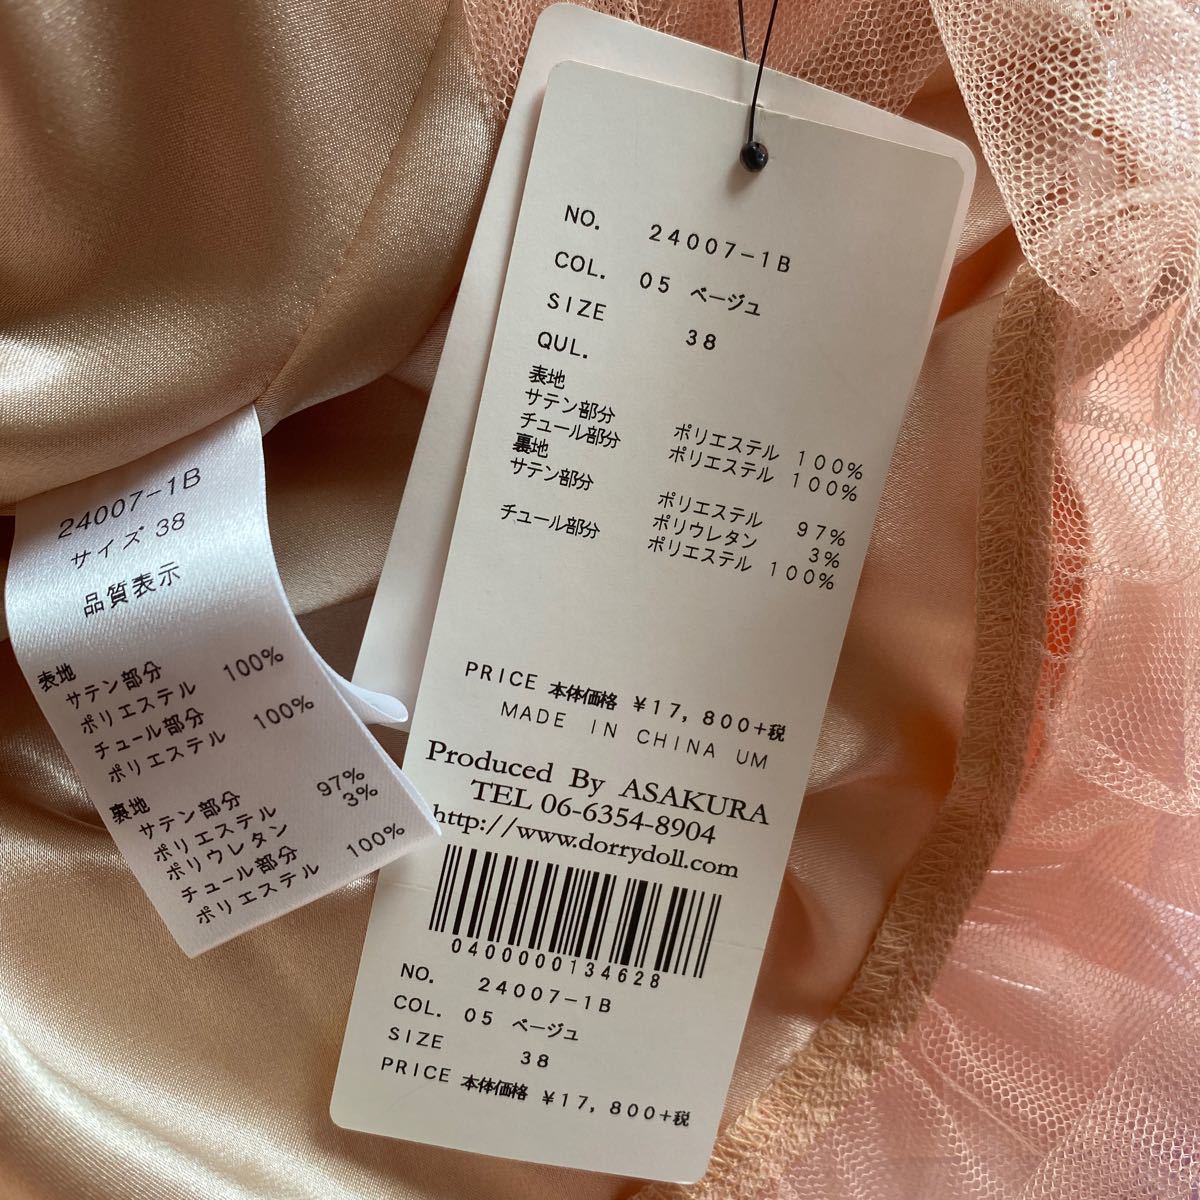 NO. 24007-1B
COL. 05 ベージュ
SIZE 38
QUL.
表地
サテン部分 ポリエステル 100%
チュール部分 ポリエステル 100%
裏地
サテン部分 ポリエステル 97%
ポリウレタン 3%
チュール部分 ポリエステル 100%
PRICE 本体価格 ¥17,800+税
MADE IN CHINA UM
Produced By ASAKURA
TEL 06-6354-8904
http://www.dorrydoll.com
0400000134628
NO. 24007-1B
COL. 05 ベージュ
SIZE 38
PRICE 本体価格 ¥17,800+税
24007-1B
サイズ 38
品質表示
表地
サテン部分
ポリエステル 100%
チュール部分
ポリエステル 100%
裏地
サテン部分
ポリエステル 97%
ポリウレタン 3%
チュール部分
ポリエステル 100%